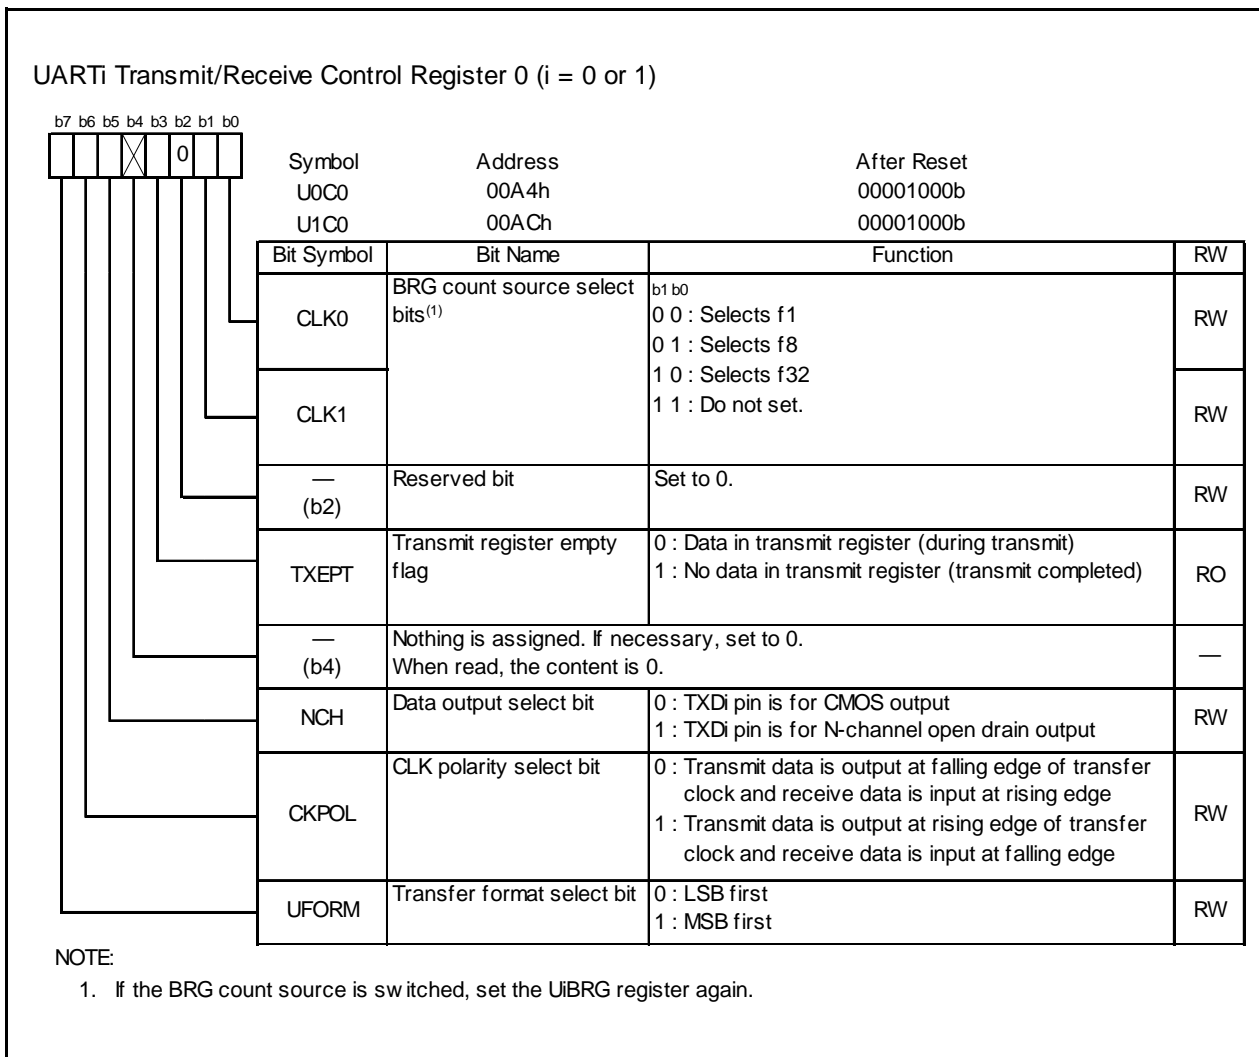 UARTi Transmit/Receive Control Register 0 (i = 0 or 1)
b7 b6 b5 b4 b3 b2 b1 b0
0
Symbol Address After Reset
U0C0 00A4h 00001000b
U1C0 00ACh 00001000b
Bit Symbol Bit Name Function RW
CLK0 BRG count source select bits(1) RW
b1 b0
0 0 : Selects f1
0 1 : Selects f8
1 0 : Selects f32
1 1 : Do not set.
CLK1 RW
—
(b2) Reserved bit Set to 0. RW
TXEPT Transmit register empty flag RO
0 : Data in transmit register (during transmit)
1 : No data in transmit register (transmit completed)
—
(b4) —
Nothing is assigned. If necessary, set to 0.
When read, the content is 0.
NCH Data output select bit RW
0 : TXDi pin is for CMOS output
1 : TXDi pin is for N-channel open drain output
CKPOL CLK polarity select bit RW
0 : Transmit data is output at falling edge of transfer
clock and receive data is input at rising edge
1 : Transmit data is output at rising edge of transfer
clock and receive data is input at falling edge
UFORM Transfer format select bit RW
0 : LSB first
1 : MSB first
NOTE:
1. If the BRG count source is switched, set the UiBRG register again.